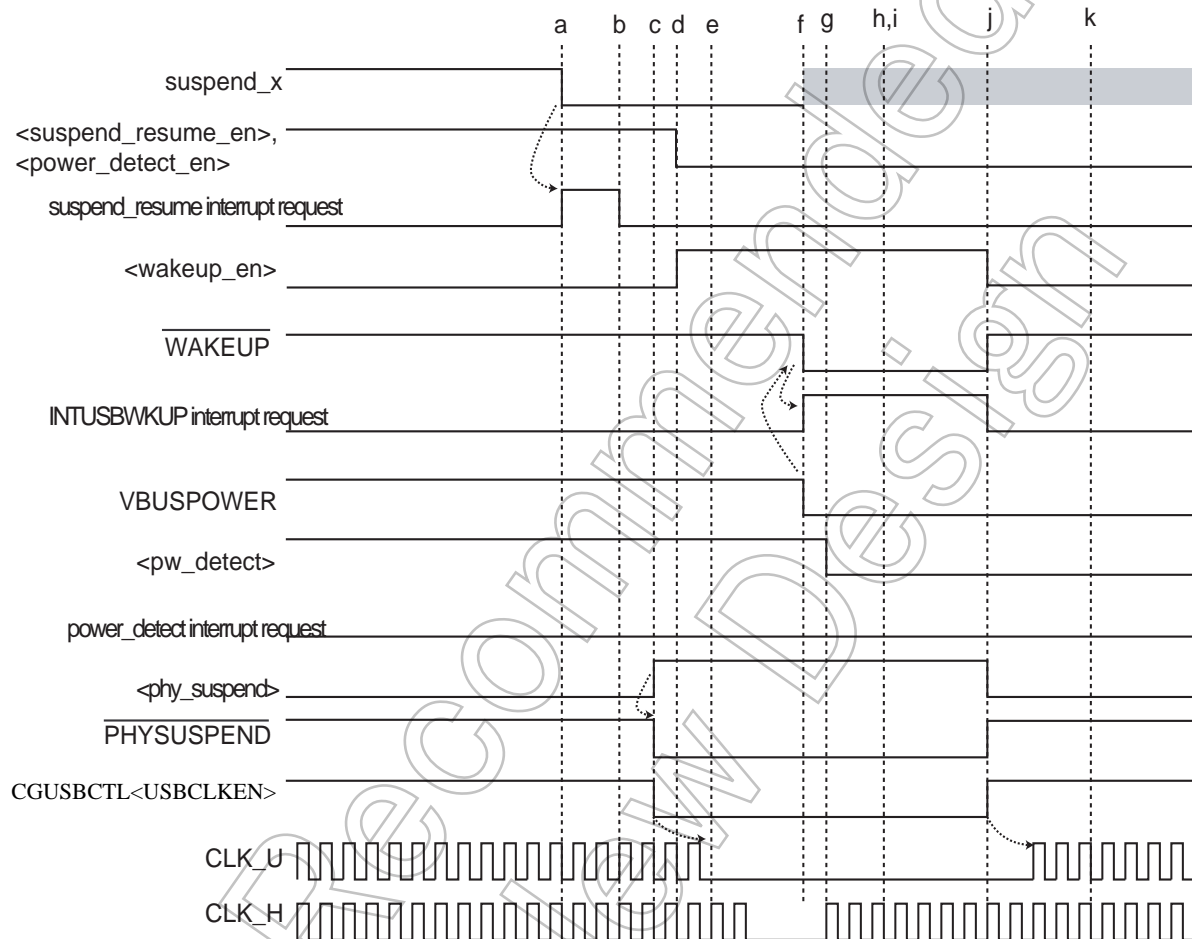 a b c d e f g h,i j k
suspend_x
<suspend_resume_en>,
<power_detect_en>
suspend_resume interrupt request
<wakeup_en>
WAKEUP
INTUSBWKUP interrupt request
VBUSPOWER
<pw_detect>
power_detect interrupt request
<phy_suspend>
PHYSUSPEND
CGUSBCTL<USBCLKEN>
CLK_U
CLK_H
Recommended
Design